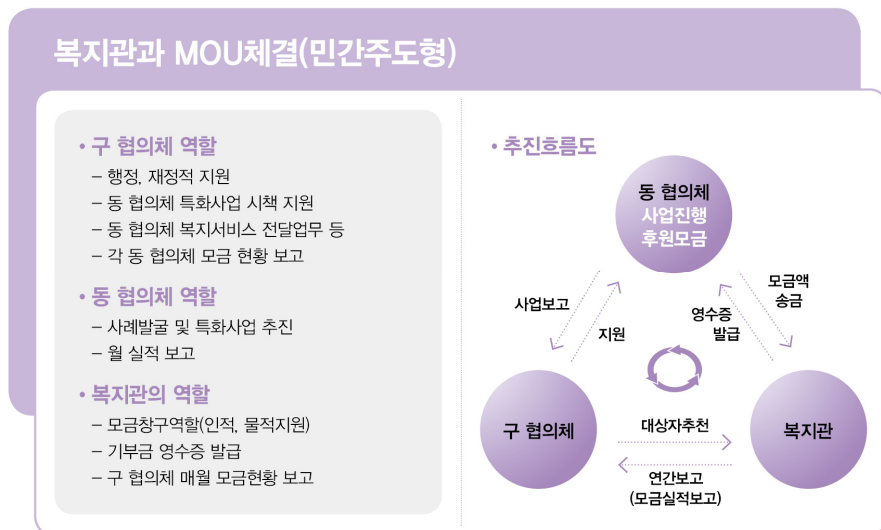 복지관과 MOU체결(민간주도형)
• 구 협의체 역할
– 행정, 재정적 지원
– 동 협의체 특화사업 시책 지원
– 동 협의체 복지서비스 전달업무 등
– 각 동 협의체 모금 현황 보고
• 동 협의체 역할
– 사례발굴 및 특화사업 추진
– 월 실적 보고
• 복지관의 역할
– 모금창구역할(인적, 물적지원)
– 기부금 영수증 발급
– 구 협의체 매월 모금현황 보고
• 추진흐름도
동 협의체
사업진행
후원모금
사업보고
지원
모금액
송금
영수증
발급
구 협의체
대상자추천
복지관
연간보고
(모금실적보고)